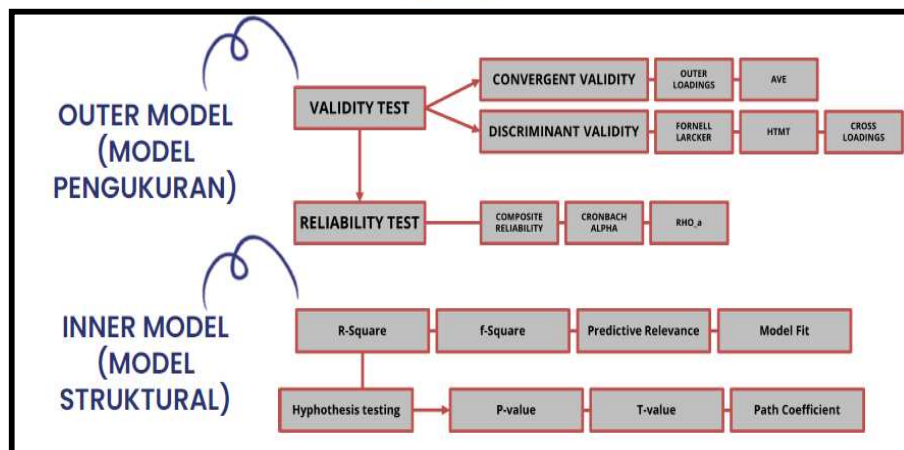 OUTER MODEL
(MODEL
PENGUKURAN)
VALIDITY TEST
CONVERGENT VALIDITY
OUTER
LOADINGS
AVE
DISCRIMINANT VALIDITY
FORNELL
LARCKER
HTMT
CROSS
LOADINGS
RELIABILITY TEST
COMPOSITE
RELIABILITY
CRONBACH
ALPHA
RHO_a
INNER MODEL
(MODEL
STRUKTURAL)
R-Square
f-Square
Predictive Relevance
Model Fit
Hyphothesis testing
P-value
T-value
Path Coefficient